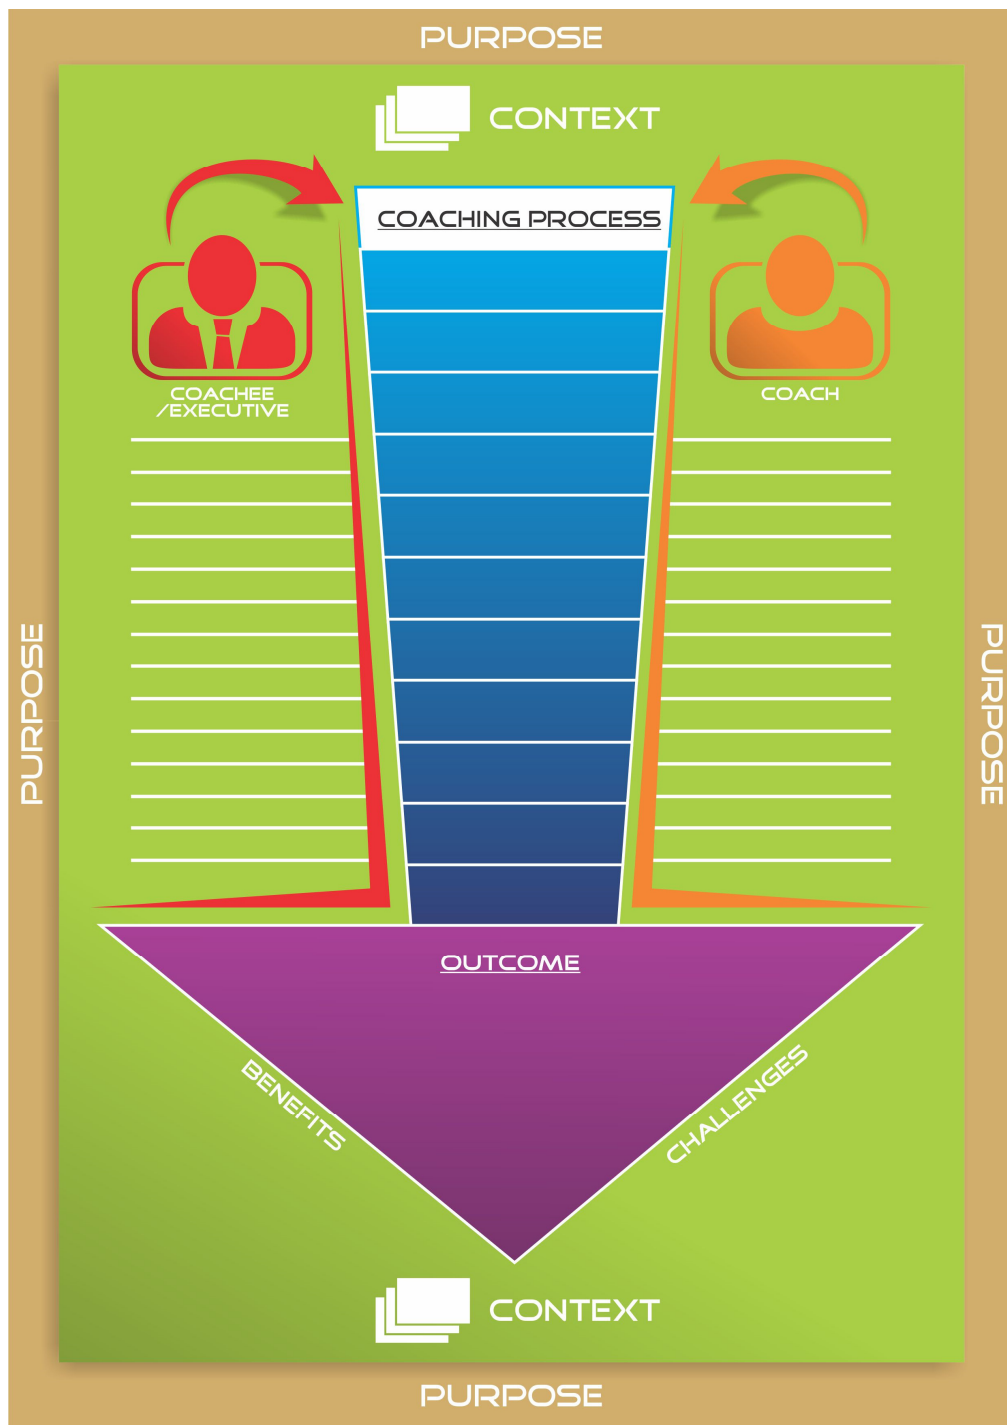 PURPOSE
CONTEXT
COACHING PROCESS
COACHEE
/EXECUTIVE
COACH
PURPOSE
PURPOSE
OUTCOME
BENEFITS
CHALLENGES
CONTEXT
PURPOSE